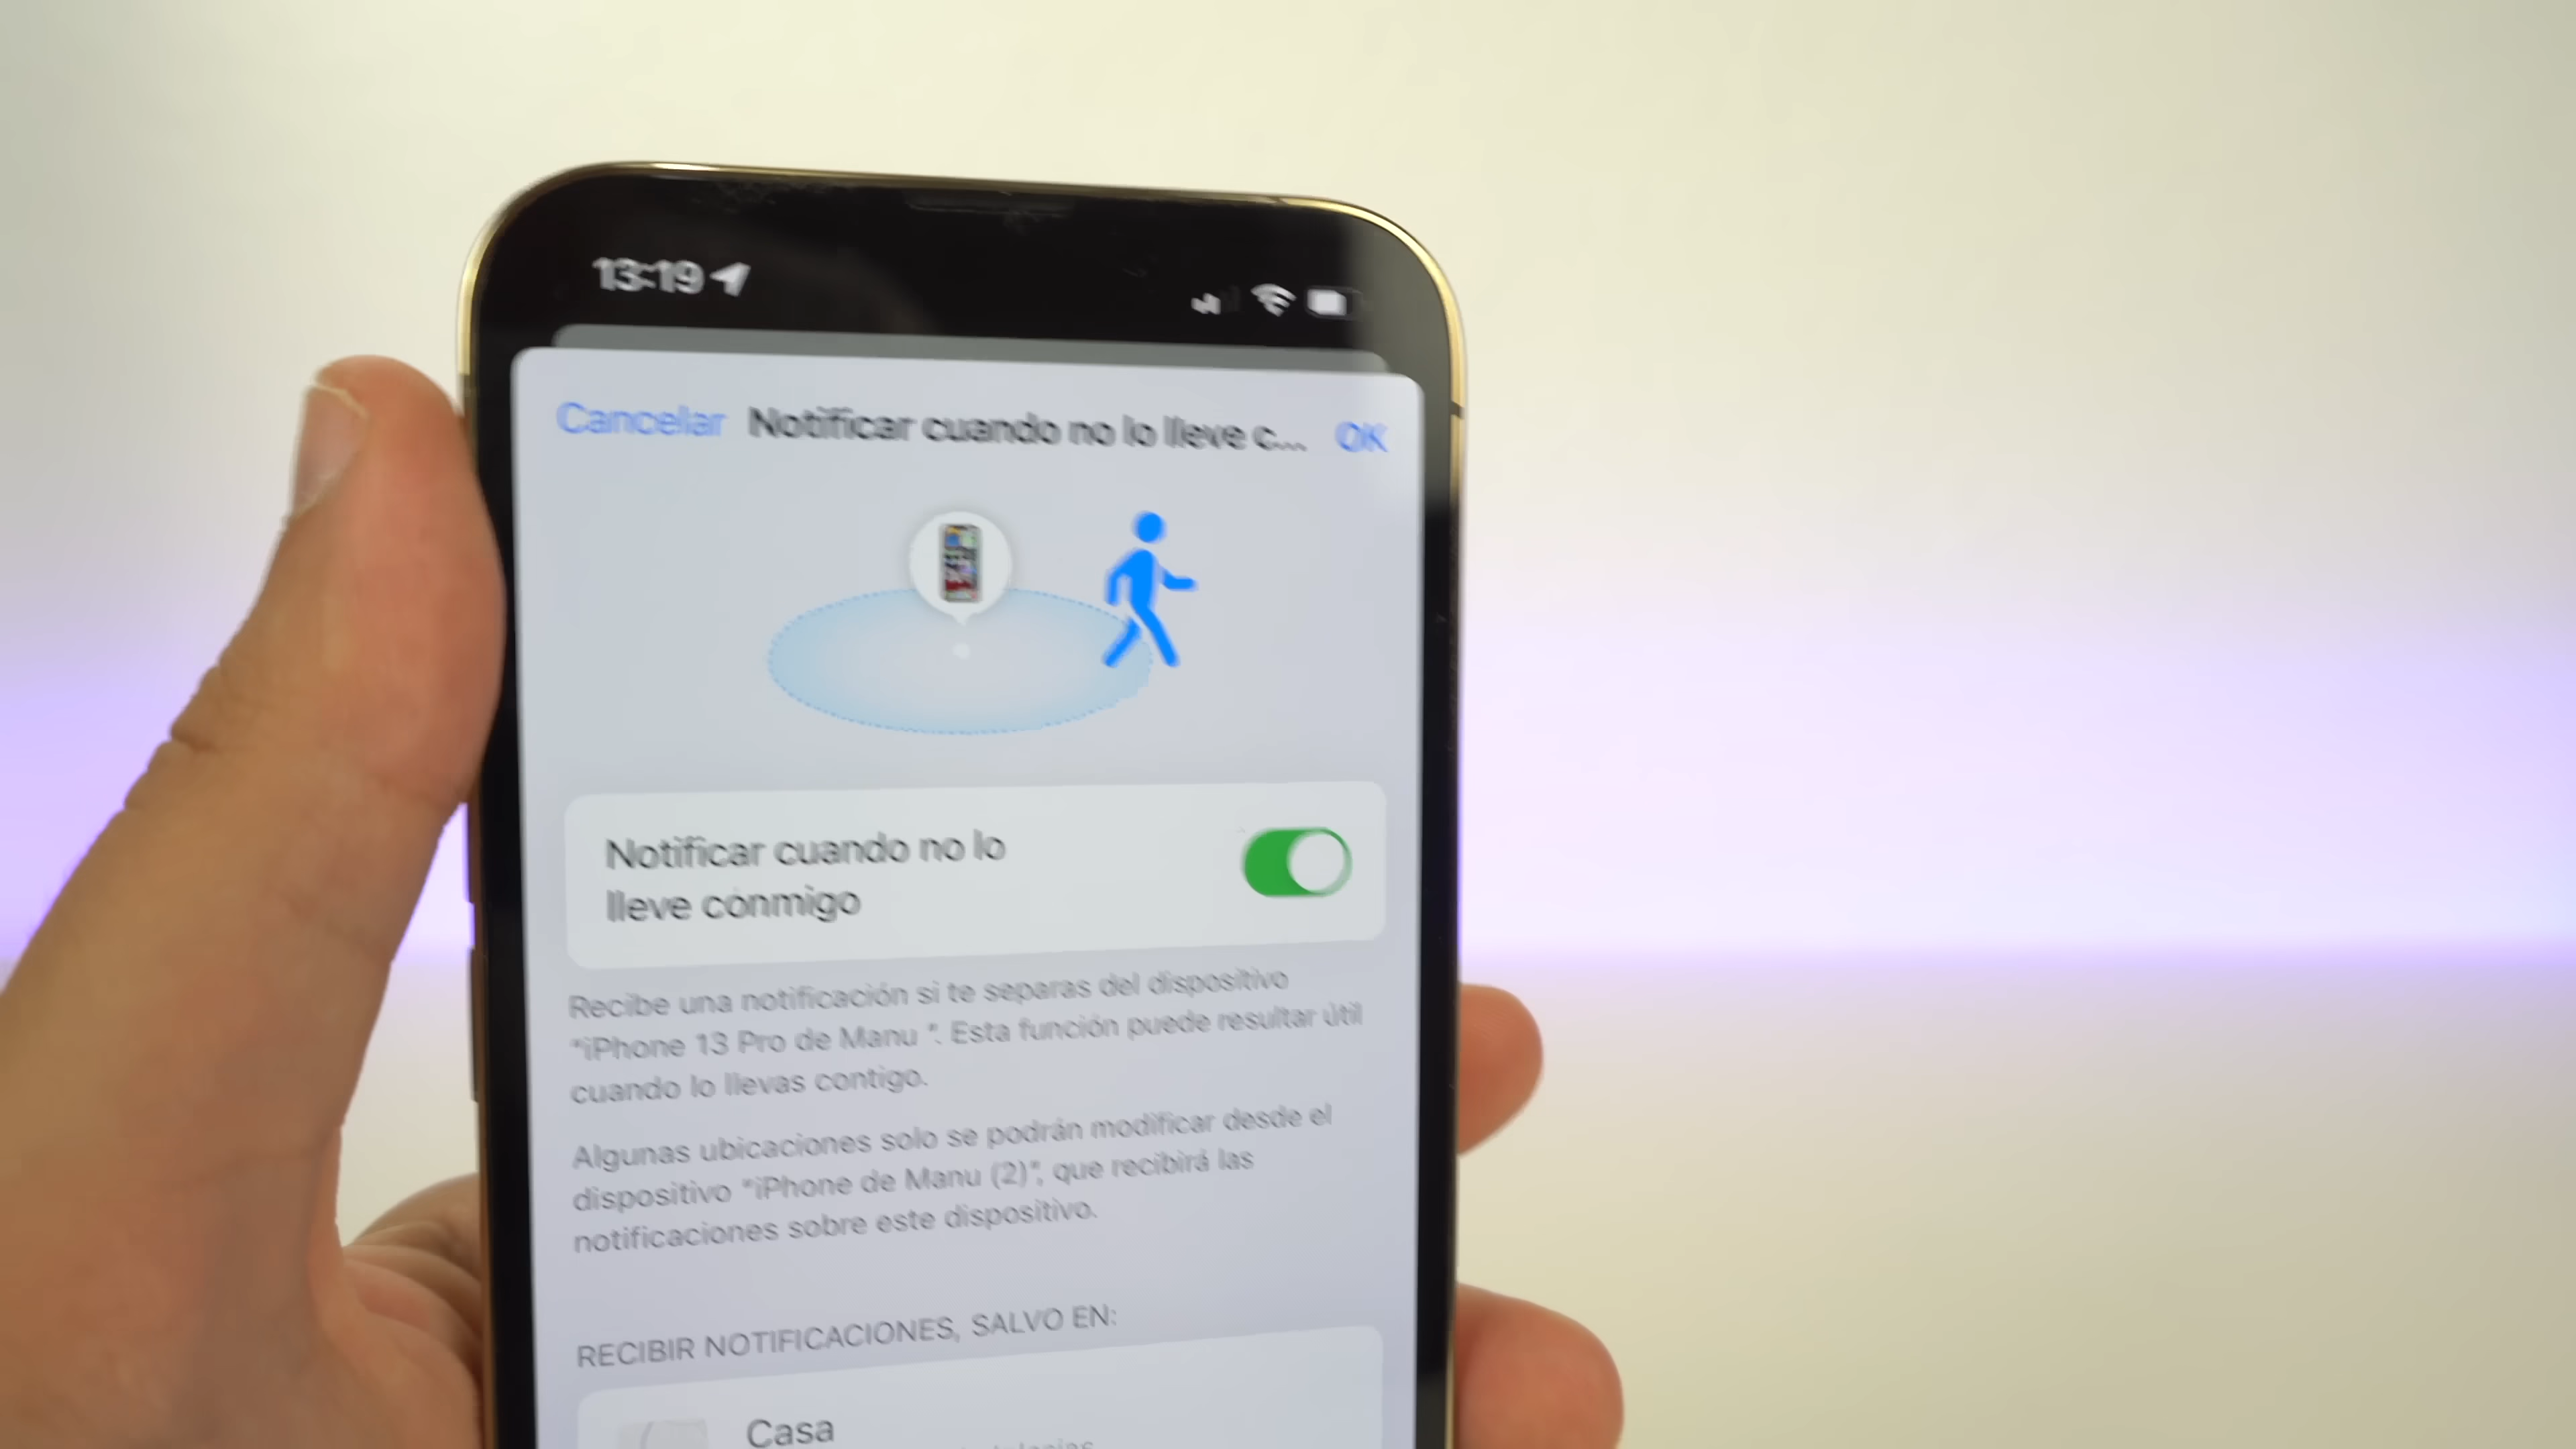 13:19
Cancelar Notificar cuando no lo lleve c... OK
Notificar cuando no lo
lleve conmigo
Recibe una notificación si te separas del dispositivo
“iPhone 13 Pro de Manu ”. Esta función puede resultar útil
cuando lo llevas contigo.
Algunas ubicaciones solo se podrán modificar desde el
dispositivo “iPhone de Manu (2)”, que recibirá las
notificaciones sobre este dispositivo.
RECIBIR NOTIFICACIONES, SALVO EN:
Casa